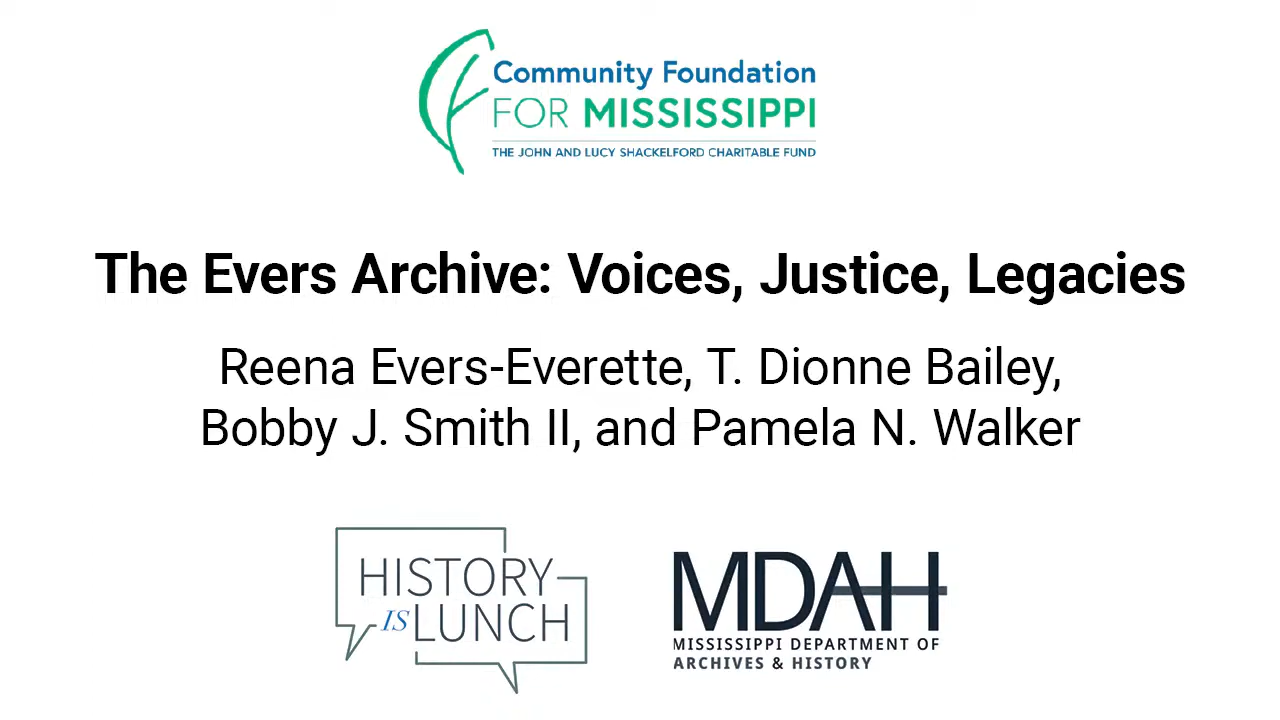 Community Foundation
FOR MISSISSIPPI
THE JOHN AND LUCY SHACKELFORD CHARITABLE FUND
The Evers Archive: Voices, Justice, Legacies
Reena Evers-Everette, T. Dionne Bailey,
Bobby J. Smith II, and Pamela N. Walker
HISTORY
IS LUNCH
MDAH
MISSISSIPPI DEPARTMENT OF
ARCHIVES & HISTORY